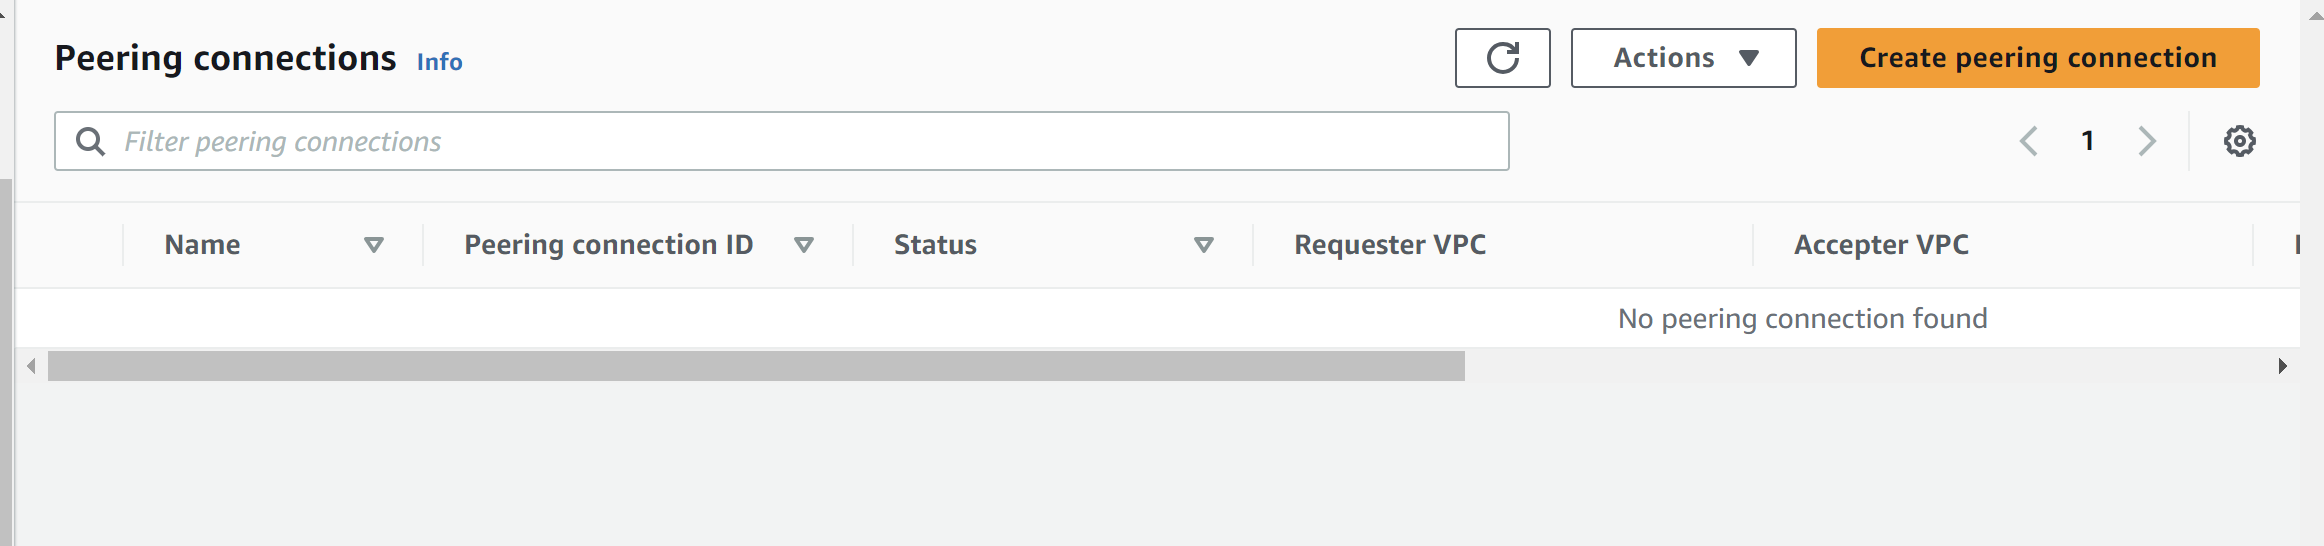 Peering connections Info
Actions
Create peering connection
Filter peering connections
1
Name Peering connection ID Status Requester VPC Accepter VPC
No peering connection found